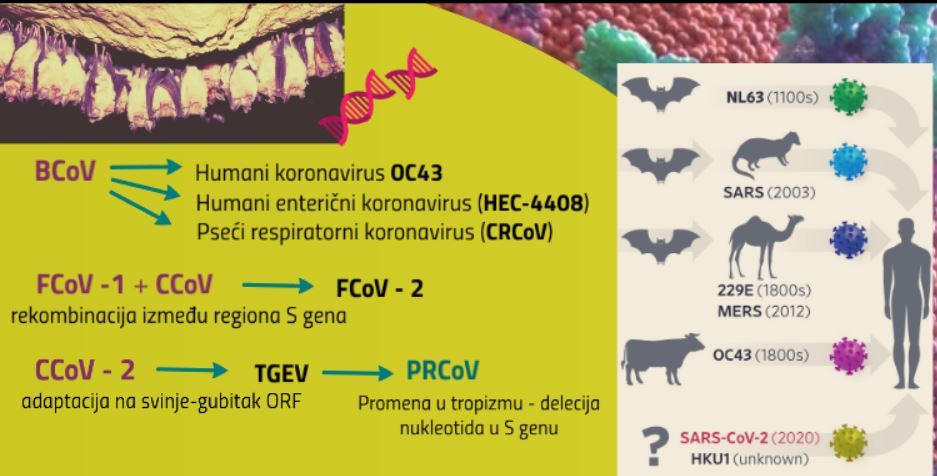 BCoV
Humani koronavirus OC43
Humani enterični koronavirus (HEC-4408)
Pseći respiratorni koronavirus (CRCoV)
FCoV -1 + CCoV
FCoV - 2
rekombinacija između regiona S gena
CCoV - 2
TGEV
PRCoV
adaptacija na svinje-gubitak ORF
Promena u tropizmu - delecija
nukleotida u S genu
NL63 (1100s)
SARS (2003)
229E (1800s)
MERS (2012)
OC43 (1800s)
?
SARS-CoV-2 (2020)
HKU1 (unknown)